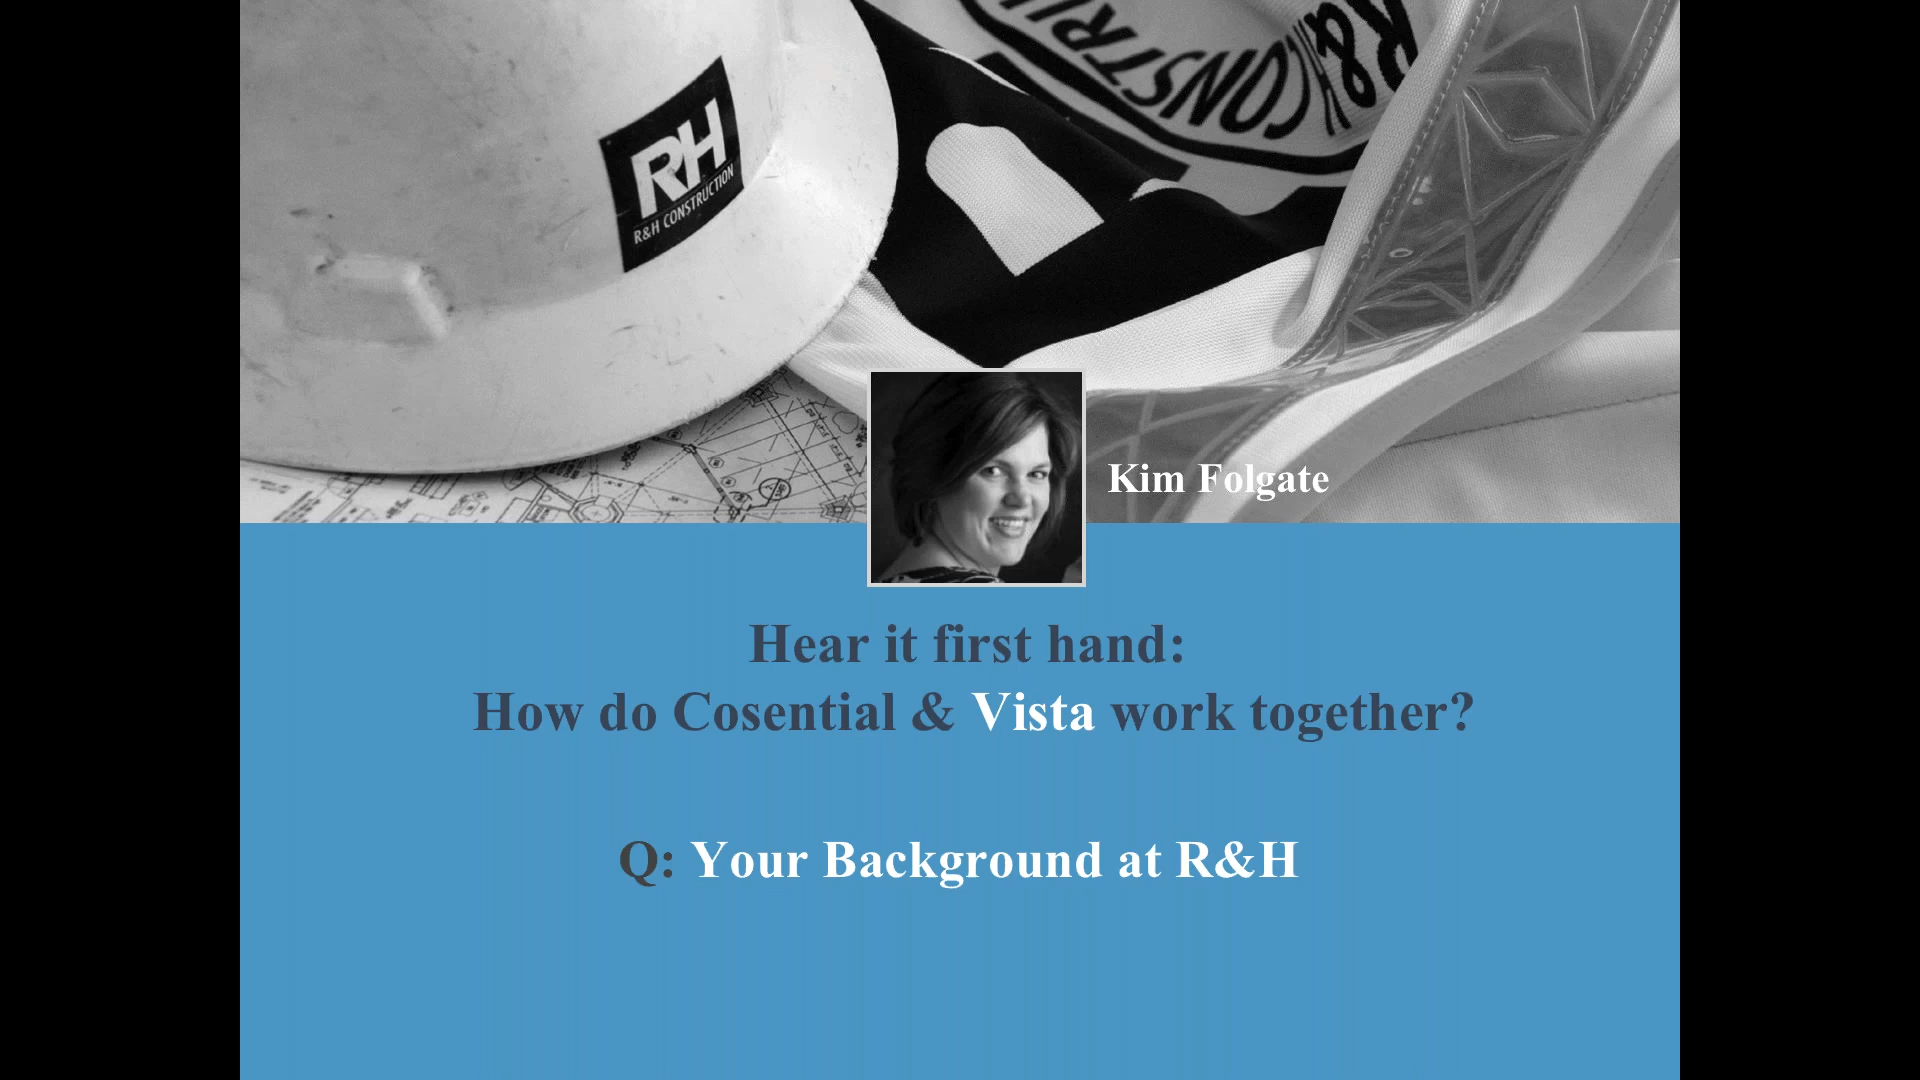 R&H CONSTRU
RH
R&H CONSTRUCTION
Kim Folgate
Hear it first hand:
How do Cosential & Vista work together?
Q: Your Background at R&H